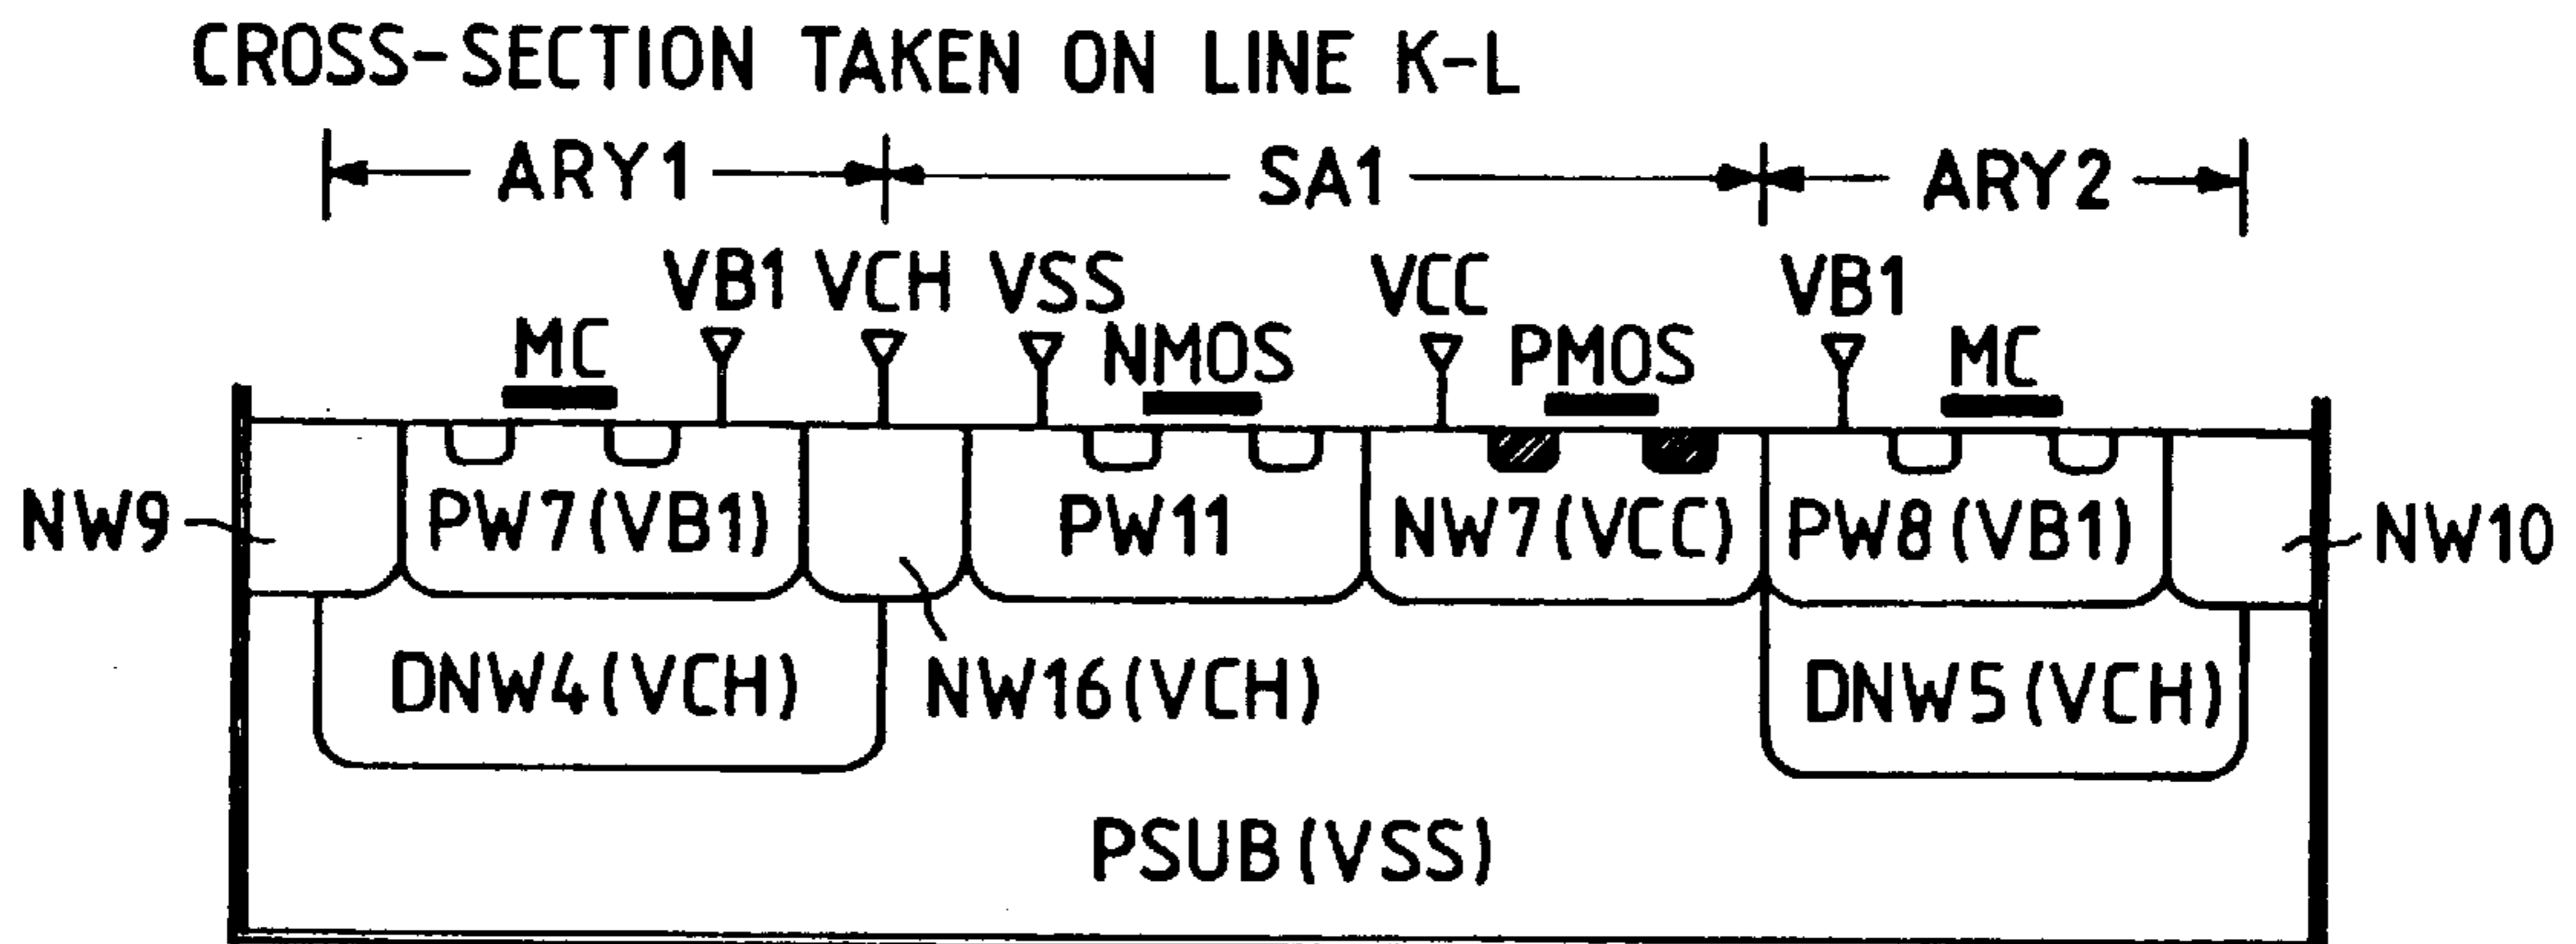 CROSS-SECTION TAKEN ON LINE K-L
ARY1 SA1 ARY2
VB1 VCH VSS VCC VB1
MC NMOS PMOS MC
NW9 PW7(VB1) PW11 NW7(VCC) PW8(VB1) NW10
DNW4(VCH) NW16(VCH) DNW5(VCH)
PSUB(VSS)